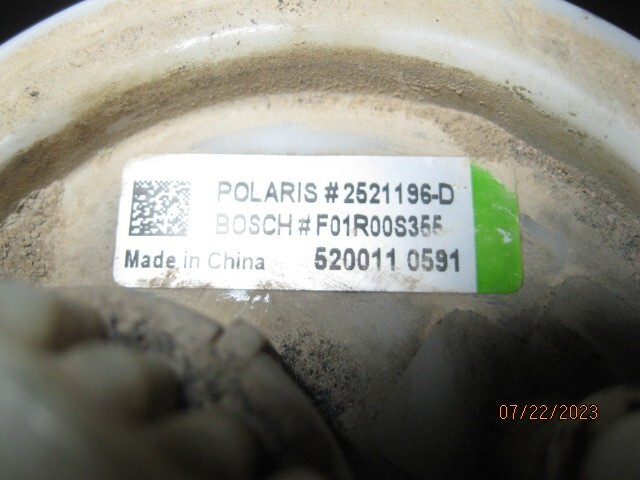 POLARIS # 2521196-D
BOSCH # F01R00S355
Made in China 520011 0591
07/22/2023